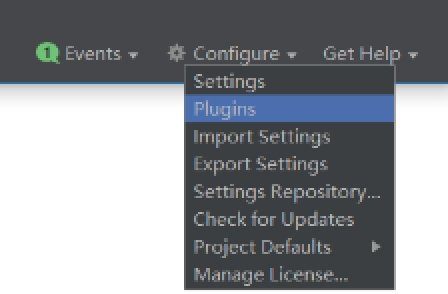 1 Events Configure Get Help
Settings
Plugins
Import Settings
Export Settings
Settings Repository...
Check for Updates
Project Defaults
Manage License...